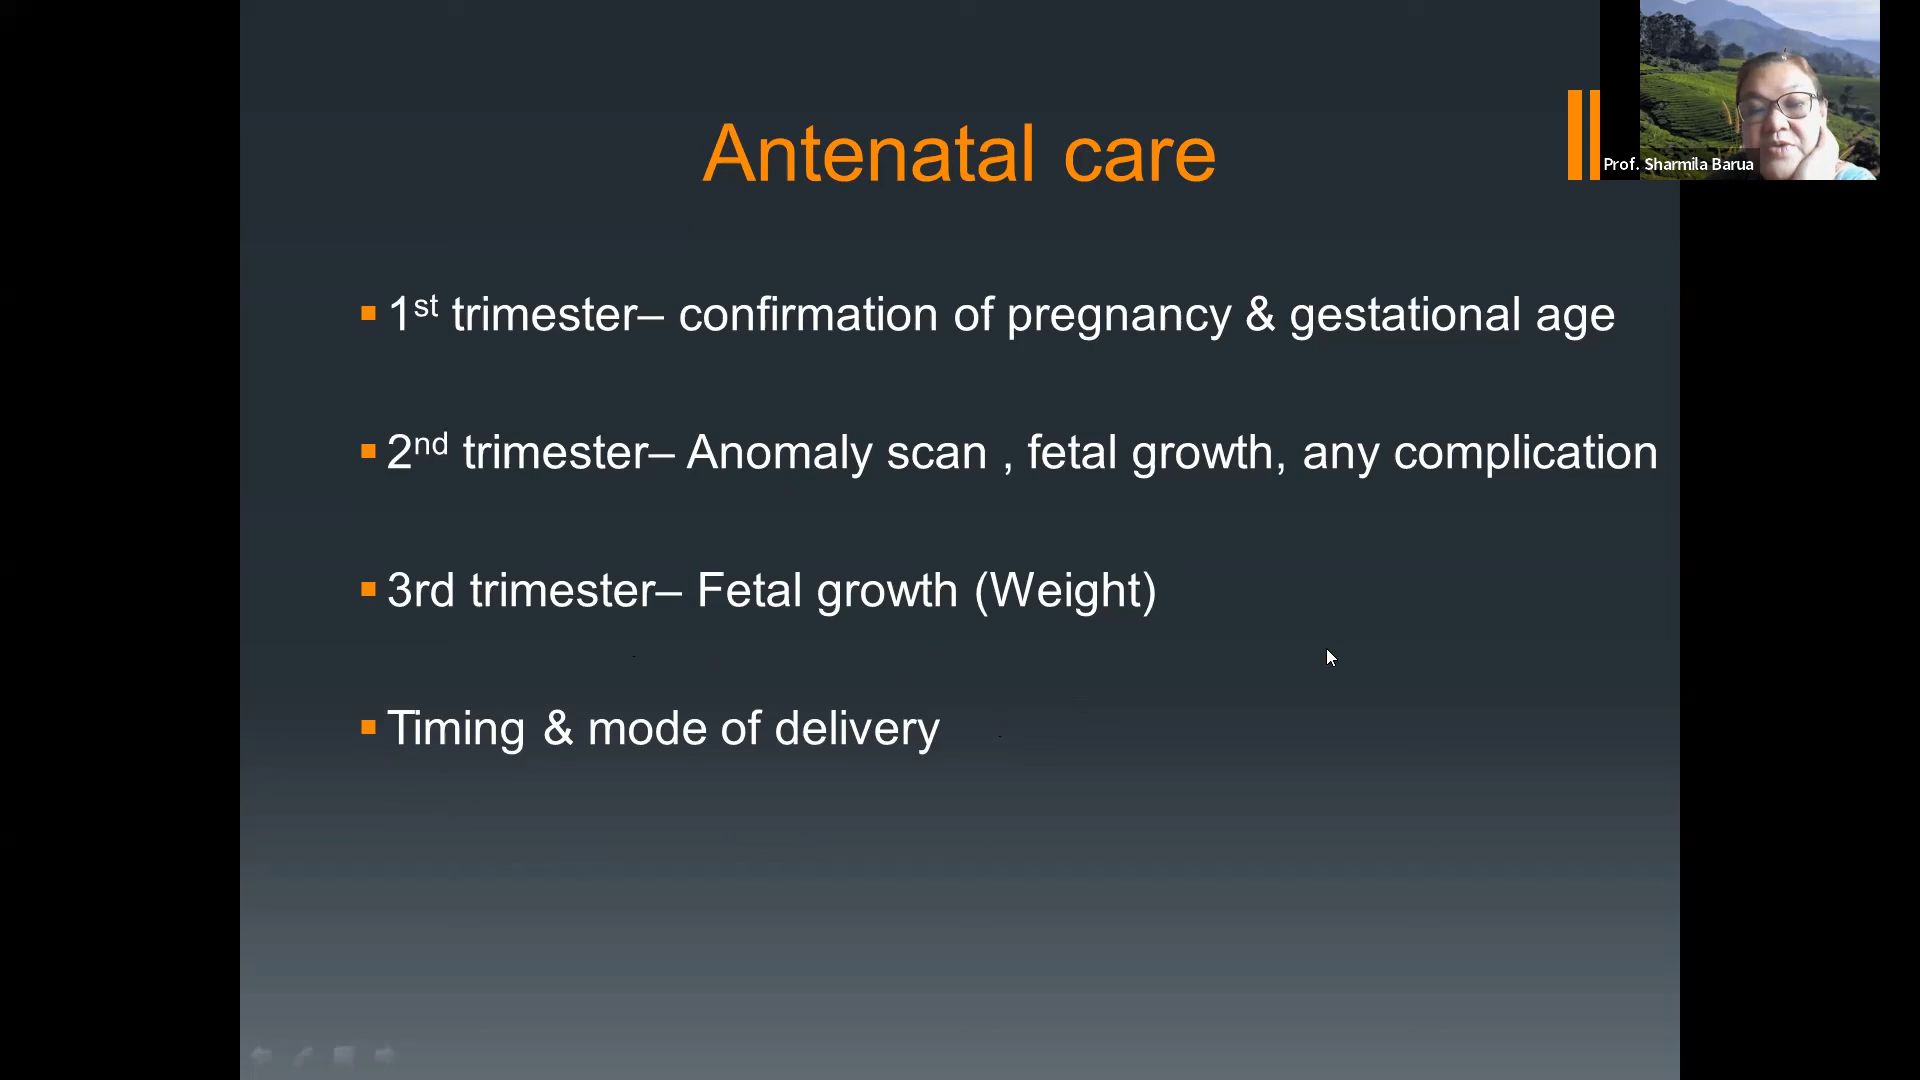 Antenatal care
Prof. Sharmila Barua
1st trimester– confirmation of pregnancy & gestational age
2nd trimester– Anomaly scan , fetal growth, any complication
3rd trimester– Fetal growth (Weight)
Timing & mode of delivery